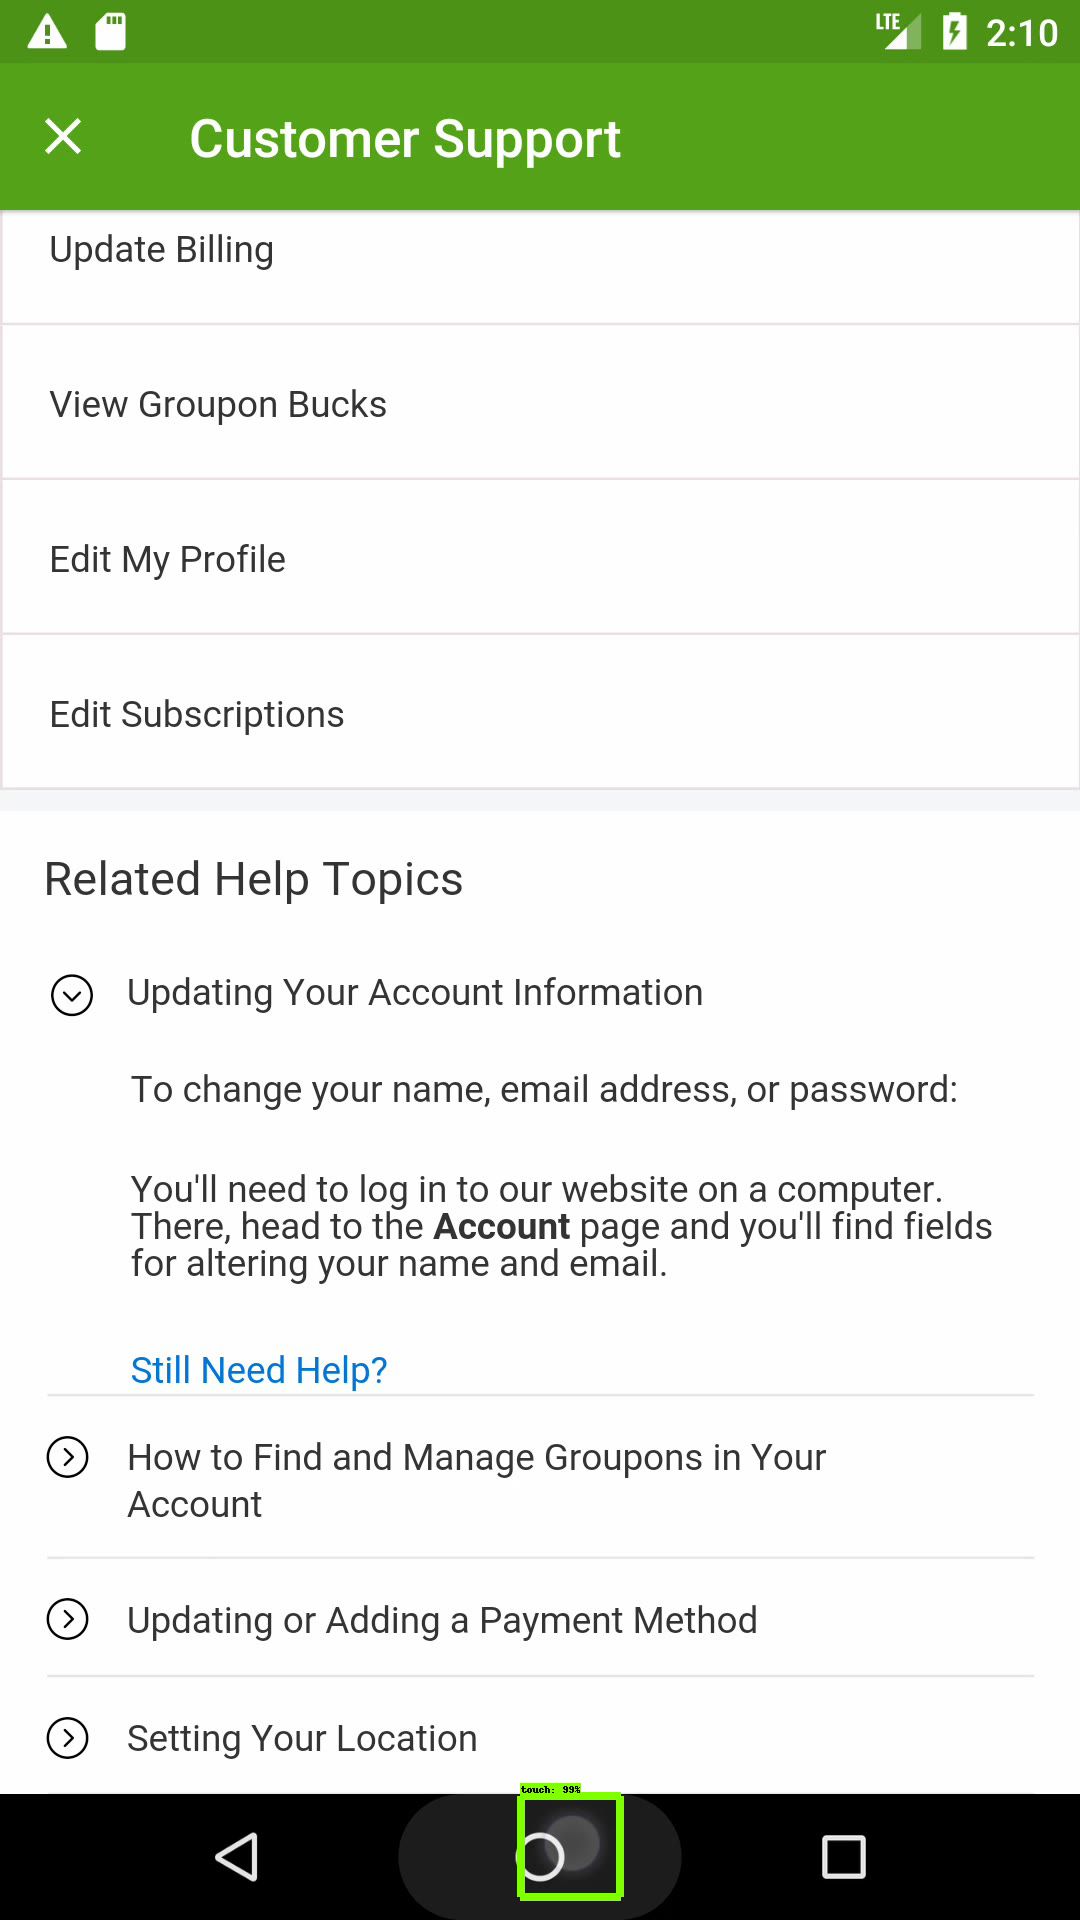 LTE 2:10
Customer Support
Update Billing
View Groupon Bucks
Edit My Profile
Edit Subscriptions
Related Help Topics
Updating Your Account Information
To change your name, email address, or password:
You'll need to log in to our website on a computer.
There, head to the Account page and you'll find fields
for altering your name and email.
Still Need Help?
How to Find and Manage Groupons in Your
Account
Updating or Adding a Payment Method
Setting Your Location
touch: 99%